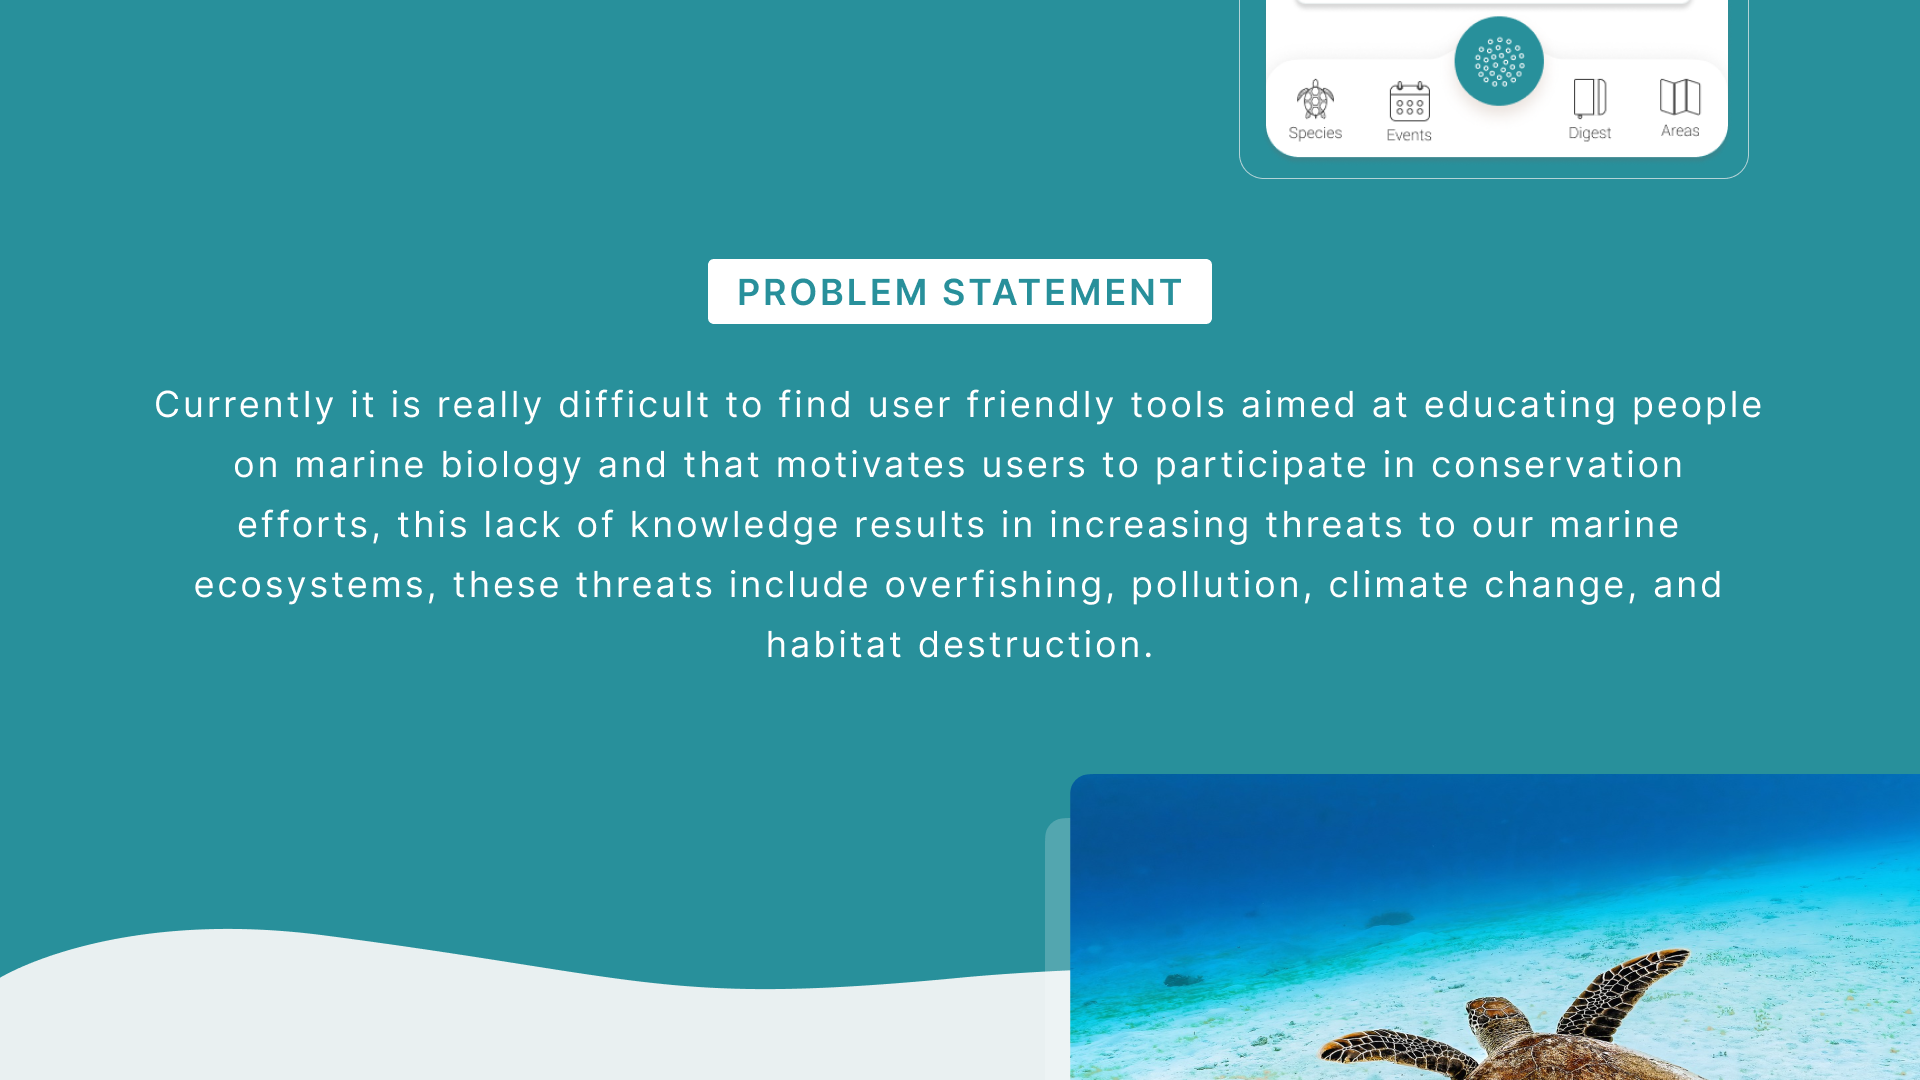 Species
Events
Digest
Areas
PROBLEM STATEMENT
Currently it is really difficult to find user friendly tools aimed at educating people
on marine biology and that motivates users to participate in conservation
efforts, this lack of knowledge results in increasing threats to our marine
ecosystems, these threats include overfishing, pollution, climate change, and
habitat destruction.